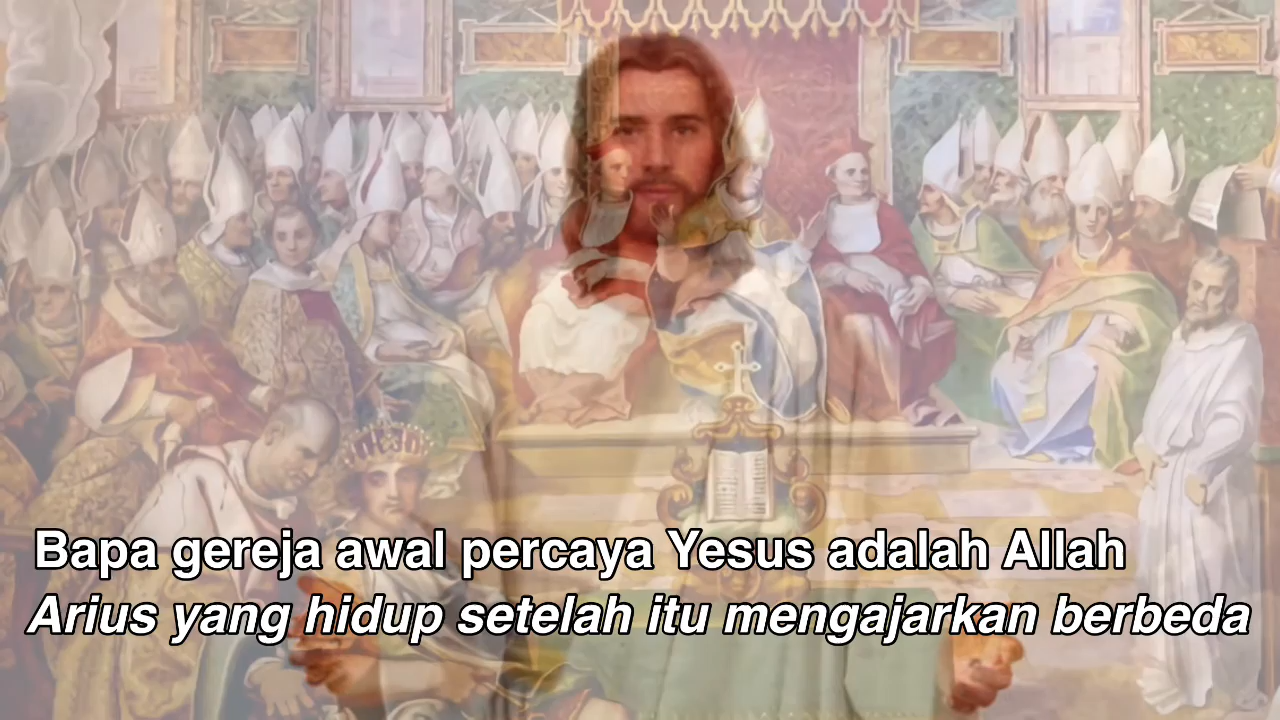 Bapa gereja awal percaya Yesus adalah Allah
Arius yang hidup setelah itu mengajarkan berbeda